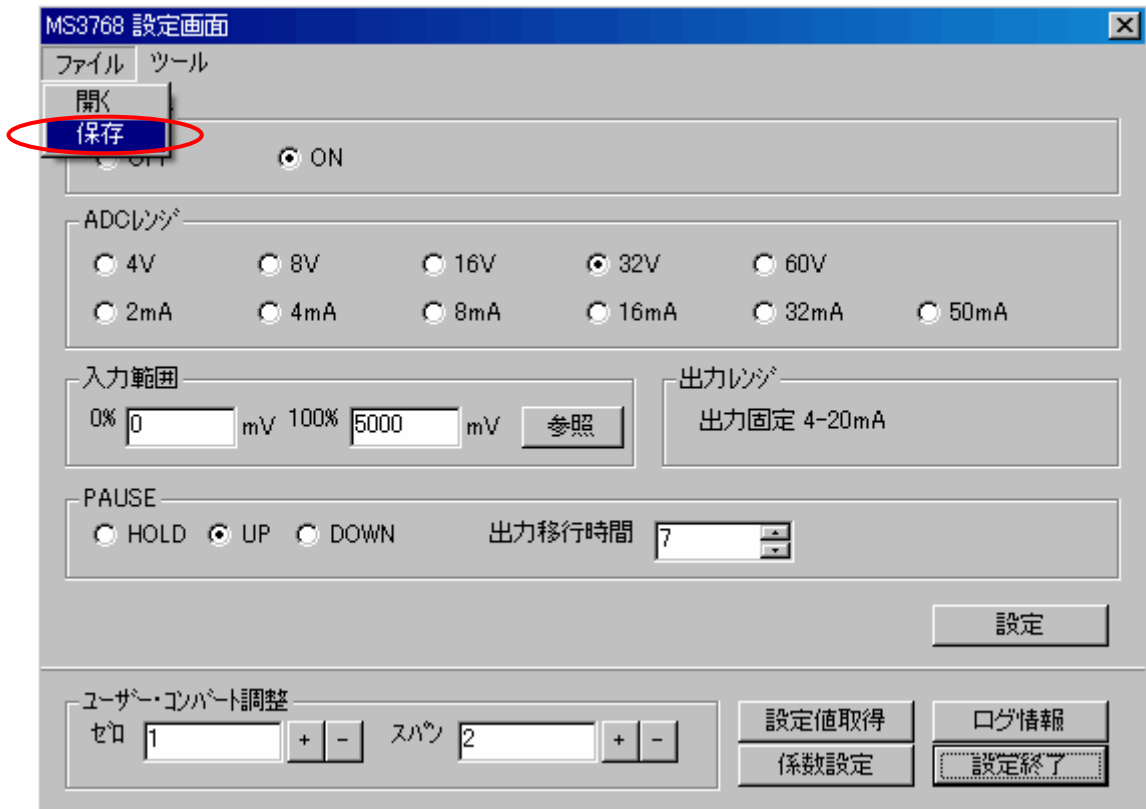 MS3768 設定画面
ファイル ツール
開く
保存
OFF ON
ADCレンジ
4V 8V 16V 32V 60V
2mA 4mA 8mA 16mA 32mA 50mA
入力範囲 出力レンジ
0% 0 mV 100% 5000 mV 参照 出力固定 4-20mA
PAUSE
HOLD UP DOWN 出力移行時間 7
設定
ユーザー・コンバート調整
ゼロ 1 + - スパン 2 + - 設定値取得 ログ情報
係数設定 設定終了